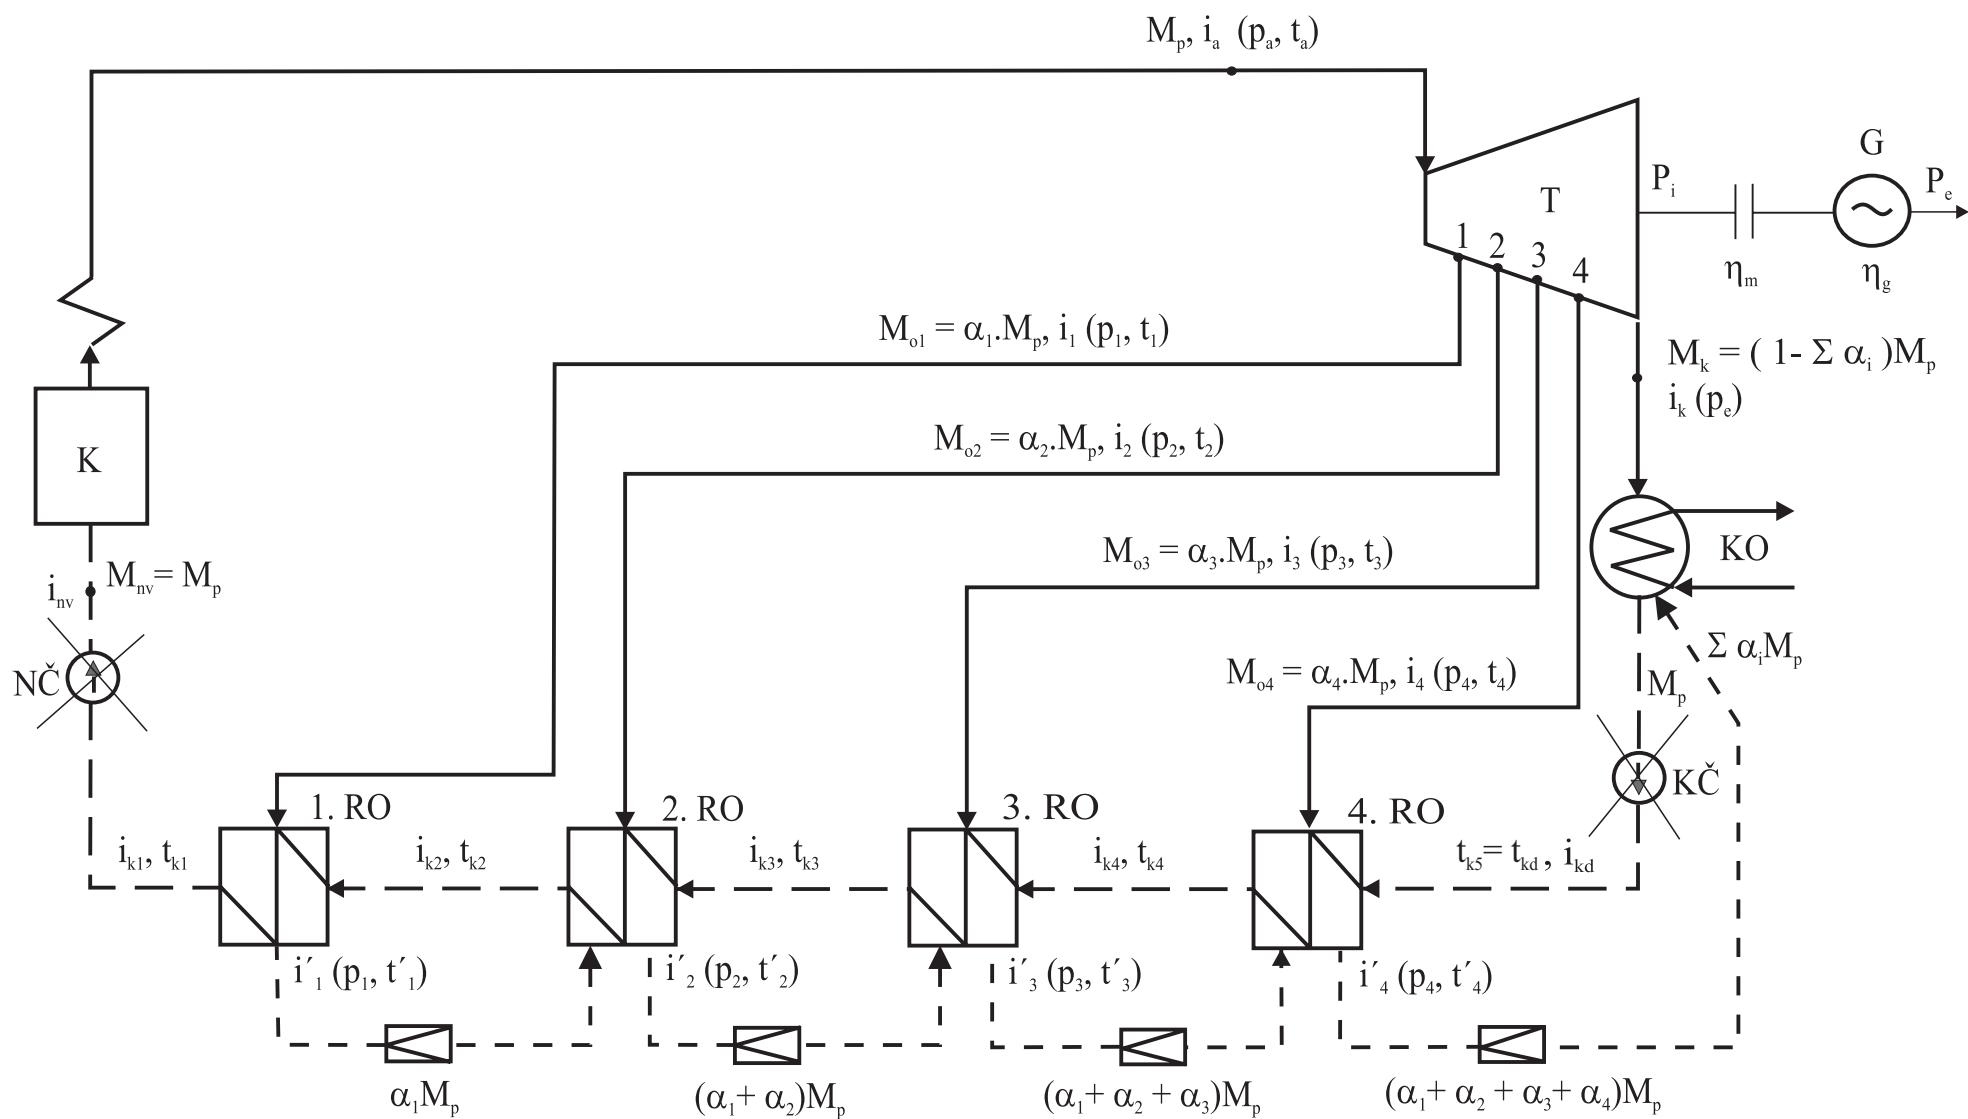 Mp, ia (pa, ta)
G
Pi
Pe
T
1
2
3
4
ηm
ηg
Mo1 = α1.Mp, i1 (p1, t1)
Mk = ( 1- Σ αi )Mp
ik (pe)
Mo2 = α2.Mp, i2 (p2, t2)
K
KO
Mo3 = α3.Mp, i3 (p3, t3)
inv
Mnv= Mp
Σ αiMp
Mo4 = α4.Mp, i4 (p4, t4)
Mp
NČ
KČ
1. RO
2. RO
3. RO
4. RO
ik1, tk1
ik2, tk2
ik3, tk3
ik4, tk4
tk5= tkd , ikd
i´1 (p1, t´1)
i´2 (p2, t´2)
i´3 (p3, t´3)
i´4 (p4, t´4)
α1Mp
(α1+ α2)Mp
(α1+ α2 + α3)Mp
(α1+ α2 + α3+ α4)Mp